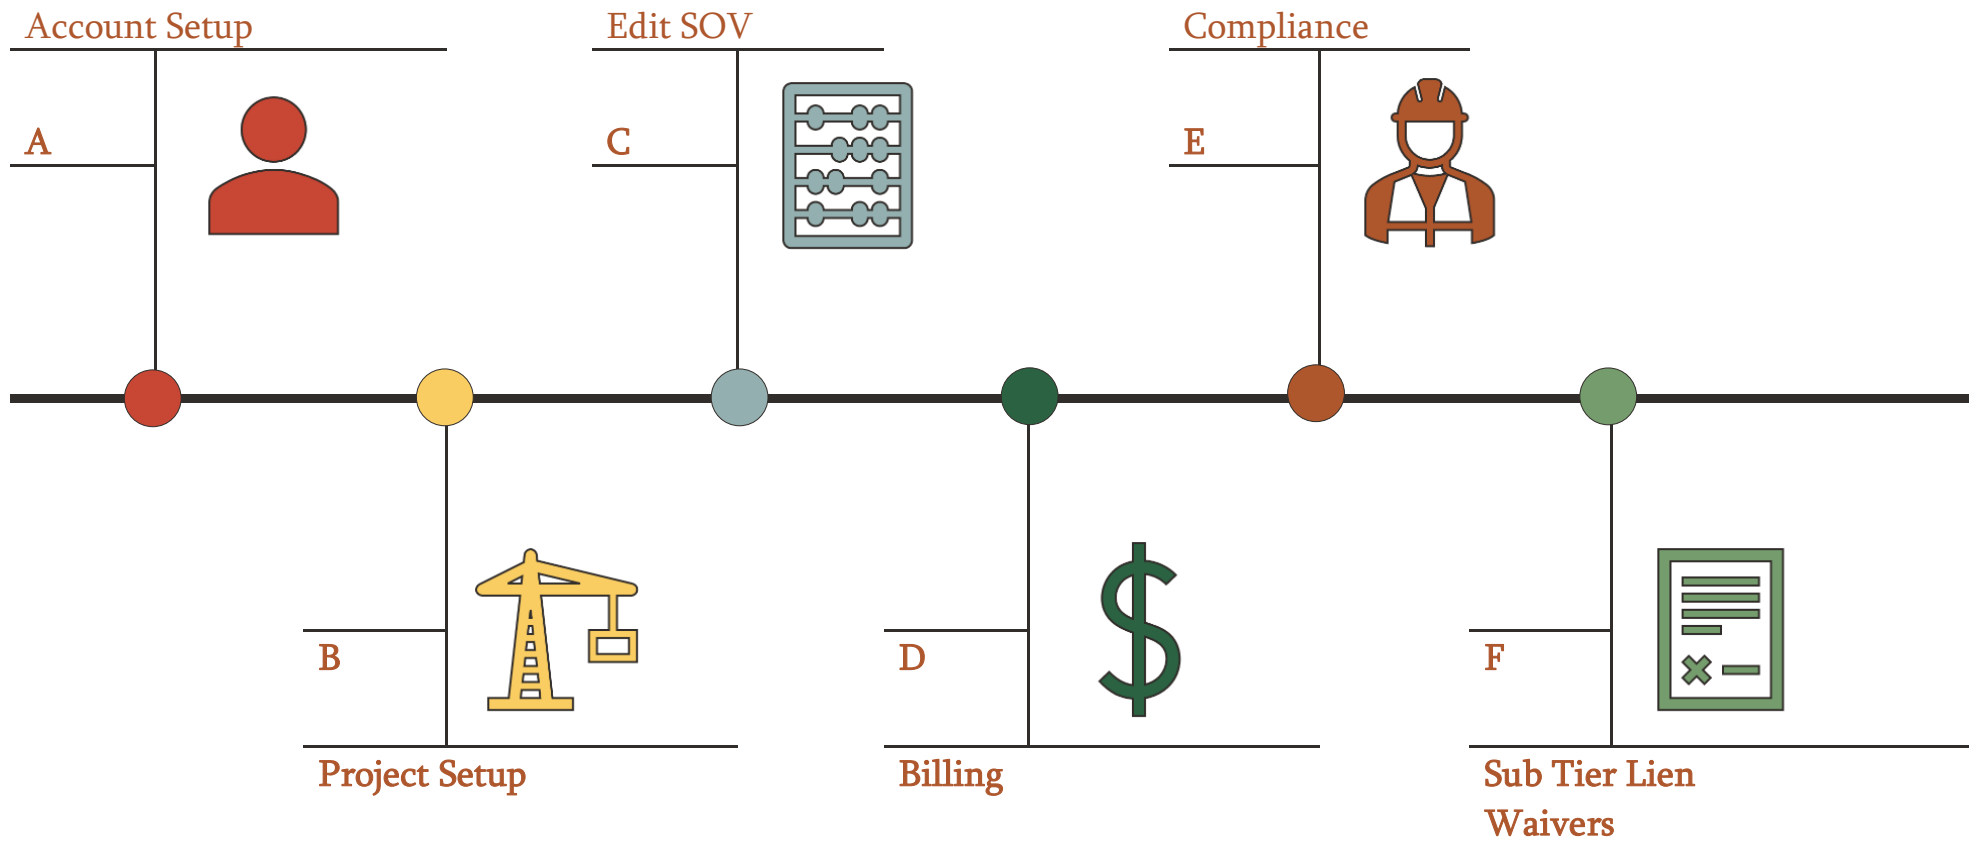 Account Setup
A
Edit SOV
C
Compliance
E
B
Project Setup
D
Billing
F
Sub Tier Lien
Waivers